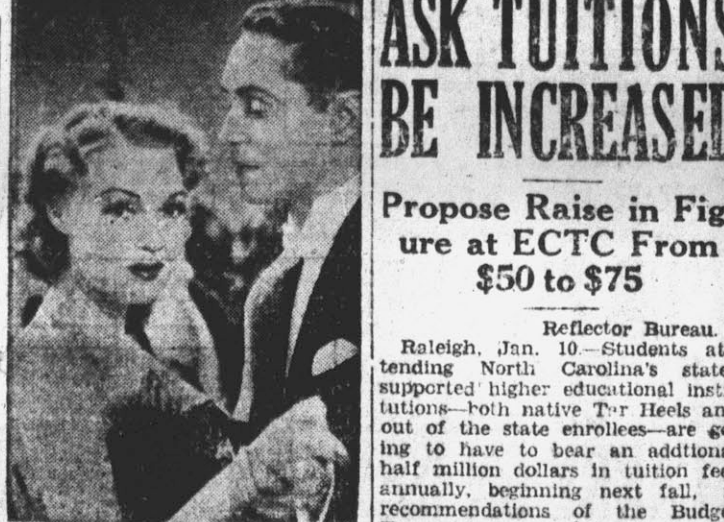 ASK TUITIONS
BE INCREASED
Propose Raise in Fig-
ure at ECTC From
$50 to $75
Reflector Bureau.
Raleigh, Jan. 10.—Students at-
tending North Carolina's state
supported higher educational insti
tutions—both native Tar Heels an
out of the state enrollees—are go
ing to have to bear an addtiona
half million dollars in tuition fee
annually, beginning next fall,
recommendations of the Budge